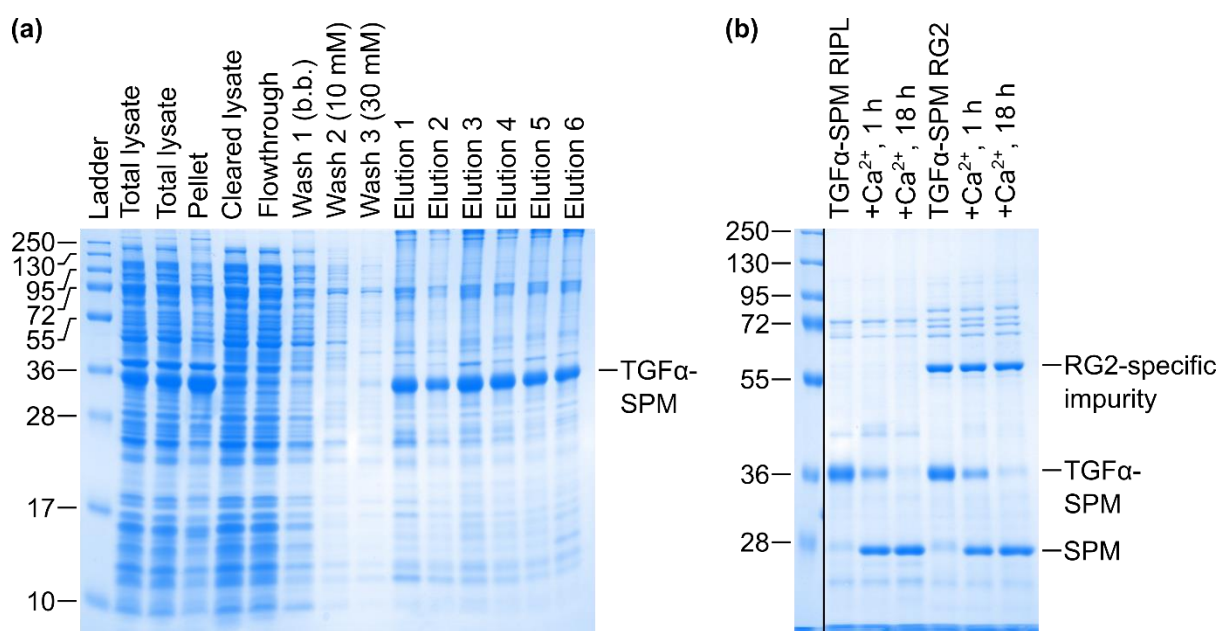 (a)
Ladder
Total lysate
Total lysate
Pellet
Cleared lysate
Flowthrough
Wash 1 (b.b.)
Wash 2 (10 mM)
Wash 3 (30 mM)
Elution 1
Elution 2
Elution 3
Elution 4
Elution 5
Elution 6
250
130
95
72
55
36
28
17
10
TGFα-
SPM
(b)
TGFα-SPM RIPL
+Ca²⁺, 1 h
+Ca²⁺, 18 h
TGFα-SPM RG2
+Ca²⁺, 1 h
+Ca²⁺, 18 h
250
130
95
72
55
36
28
RG2-specific
impurity
TGFα-
SPM
SPM